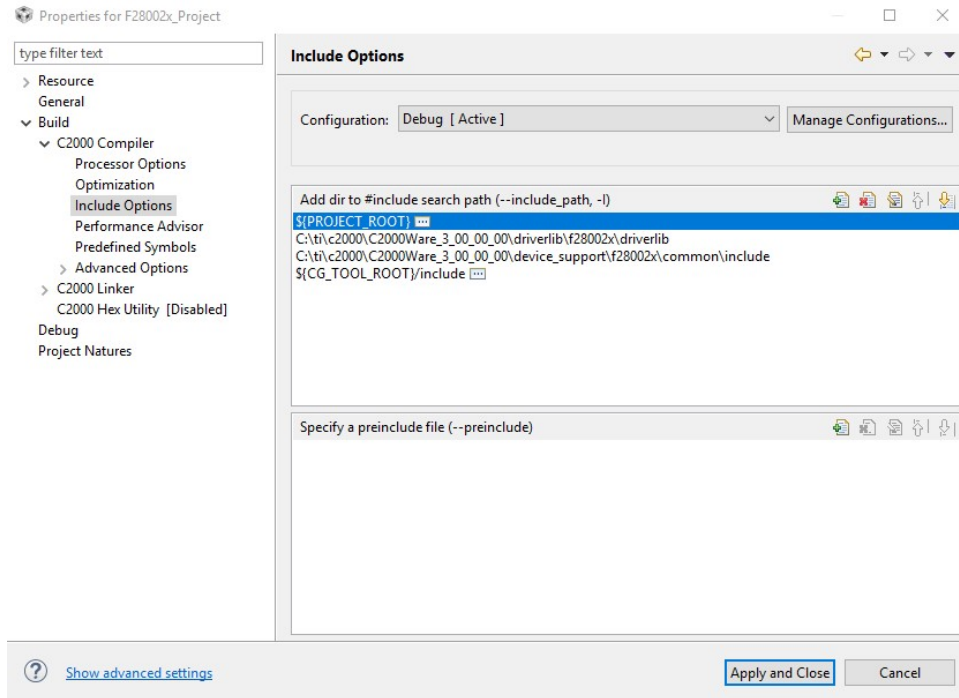 Properties for F28002x_Project
type filter text
Resource
General
Build
C2000 Compiler
Processor Options
Optimization
Include Options
Performance Advisor
Predefined Symbols
Advanced Options
C2000 Linker
C2000 Hex Utility [Disabled]
Debug
Project Natures
Include Options
Configuration: Debug [ Active ]
Manage Configurations...
Add dir to #include search path (--include_path, -I)
${PROJECT_ROOT}
C:\ti\c2000\C2000Ware_3_00_00_00\driverlib\f28002x\driverlib
C:\ti\c2000\C2000Ware_3_00_00_00\device_support\f28002x\common\include
${CG_TOOL_ROOT}/include
Specify a preinclude file (--preinclude)
Show advanced settings
Apply and Close
Cancel